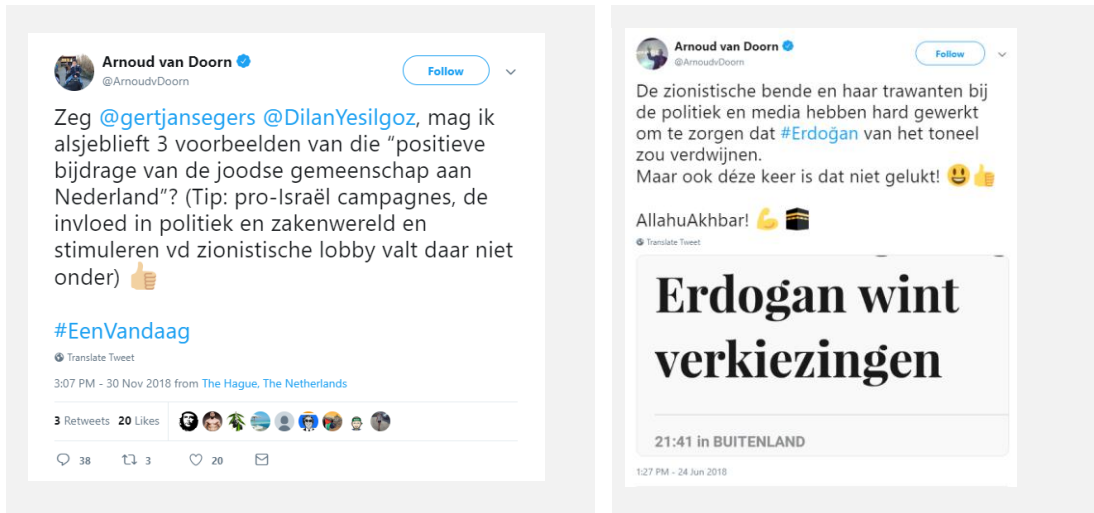 Arnoud van Doorn
@ArnoudvDoorn
Follow
Zeg @gertjansegers @DilanYesilgoz, mag ik
alsjeblieft 3 voorbeelden van die “positieve
bijdrage van de joodse gemeenschap aan
Nederland”? (Tip: pro-Israël campagnes, de
invloed in politiek en zakenwereld en
stimuleren vd zionistische lobby valt daar niet
onder) 👍🏼
#EenVandaag
Translate Tweet
3:07 PM - 30 Nov 2018 from The Hague, The Netherlands
3 Retweets 20 Likes
38 3 20
Arnoud van Doorn
@ArnoudvDoorn
Follow
De zionistische bende en haar trawanten bij
de politiek en media hebben hard gewerkt
om te zorgen dat #Erdoğan van het toneel
zou verdwijnen.
Maar ook déze keer is dat niet gelukt! 😃👍
AllahuAkhbar! 💪 🕋
Translate Tweet
Erdogan wint
verkiezingen
21:41 in BUITENLAND
1:27 PM - 24 Jun 2018